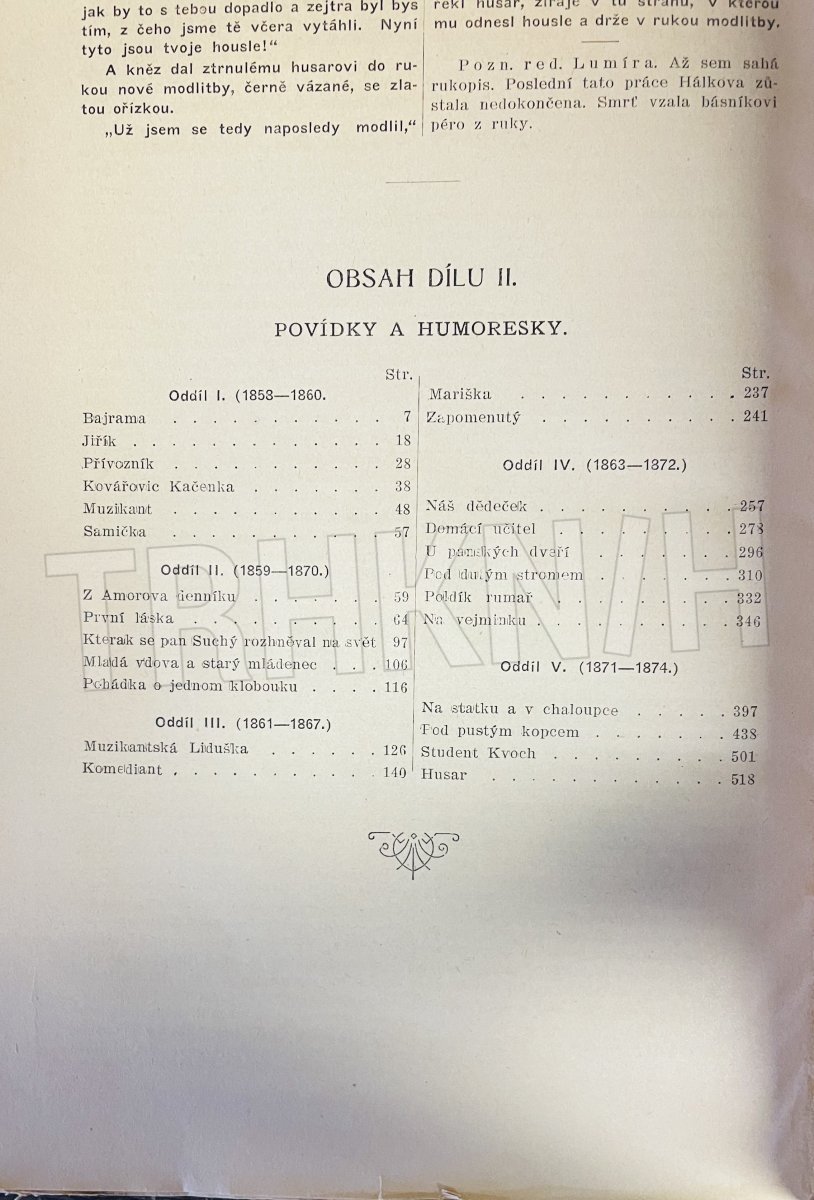 jak by to s tebou dopadlo a zejtra byl bys
tím, z čeho jsme tě včera vytáhli. Nyní
tyto jsou tvoje housle!“
A kněz dal ztrnulému husarovi do ru-
kou nové modlitby, černě vázané, se zla-
tou ořízkou.
„Už jsem se tedy naposledy modlil,“
řekl husar, zíraje v tu stranu, v kterou
mu odnesl housle a drže v rukou modlitby.
Pozn. red. Lumíra. Až sem sahá
rukopis. Poslední tato práce Hálkova zů-
stala nedokončena. Smrť vzala básníkovi
péro z ruky.
OBSAH DÍLU II.
POVÍDKY A HUMORESKY.
Str.
Oddíl I. (1858—1860.
Bajrama . . . . . . . . . . . 7
Jiřík . . . . . . . . . . . . . 18
Přívozník . . . . . . . . . . 28
Kovářovic Kačenka . . . . . . 38
Muzikant . . . . . . . . . . 48
Samička . . . . . . . . . . . 57
Oddíl II. (1859—1870.)
Z Amorova denníku . . . . . . 59
První láska . . . . . . . . . 64
Kterak se pan Suchý rozhněval na svět 97
Mladá vdova a starý mládenec . . . 106
Pohádka o jednom klobouku . . . . 116
Oddíl III. (1861—1867.)
Muzikantská Liduška . . . . . . 126
Komediant . . . . . . . . . . 140
Str.
Mariška . . . . . . . . . . . 237
Zapomenutý . . . . . . . . . . 241
Oddíl IV. (1863—1872.)
Náš dědeček . . . . . . . . . 257
Domácí učitel . . . . . . . . 278
U panských dveří . . . . . . . 296
Pod dutým stromem . . . . . . 310
Poldík rumař . . . . . . . . 332
Na vejminku . . . . . . . . . 346
Oddíl V. (1871—1874.)
Na statku a v chaloupce . . . . . 397
Pod pustým kopcem . . . . . . 438
Student Kvoch . . . . . . . . 501
Husar . . . . . . . . . . . 518
TRHKNIH